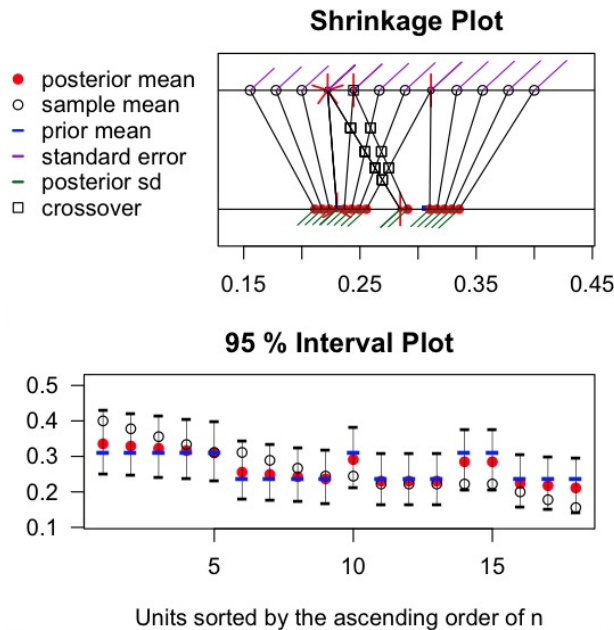 Shrinkage Plot
posterior mean
sample mean
prior mean
standard error
posterior sd
crossover
0.15 0.25 0.35 0.45
95 % Interval Plot
0.5
0.4
0.3
0.2
0.1
5 10 15
Units sorted by the ascending order of n